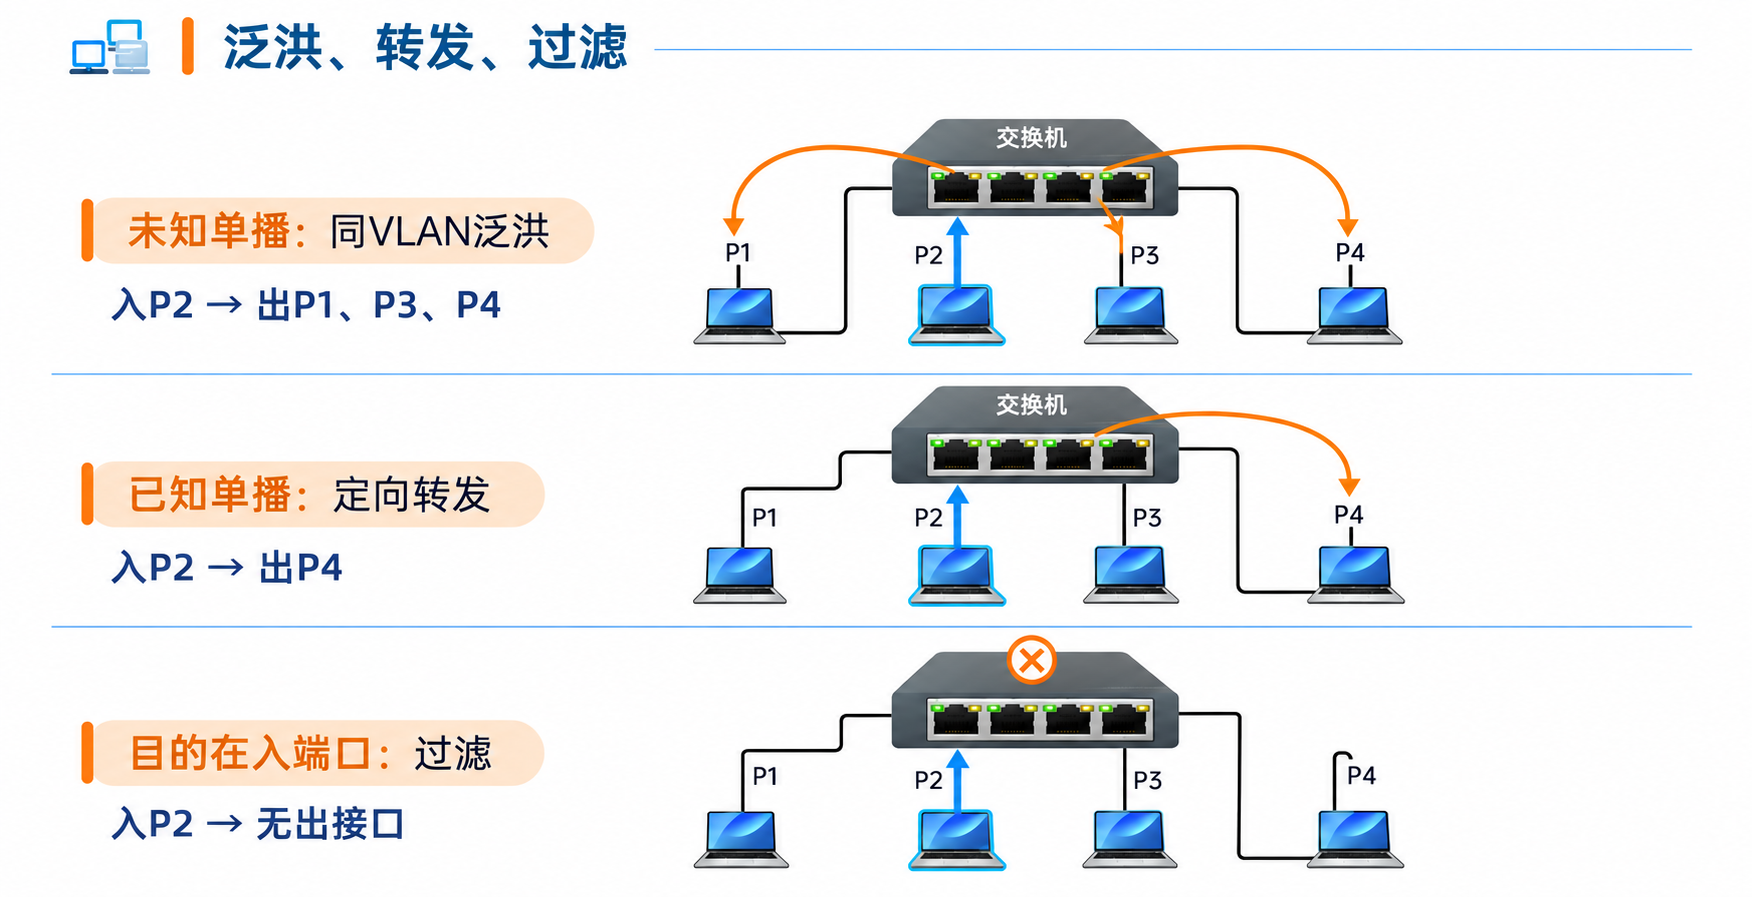 泛洪、转发、过滤
交换机
未知单播：同VLAN泛洪
入P2 → 出P1、P3、P4
P1
P2
P3
P4
交换机
已知单播：定向转发
入P2 → 出P4
P1
P2
P3
P4
目的在入端口：过滤
入P2 → 无出接口
P1
P2
P3
P4